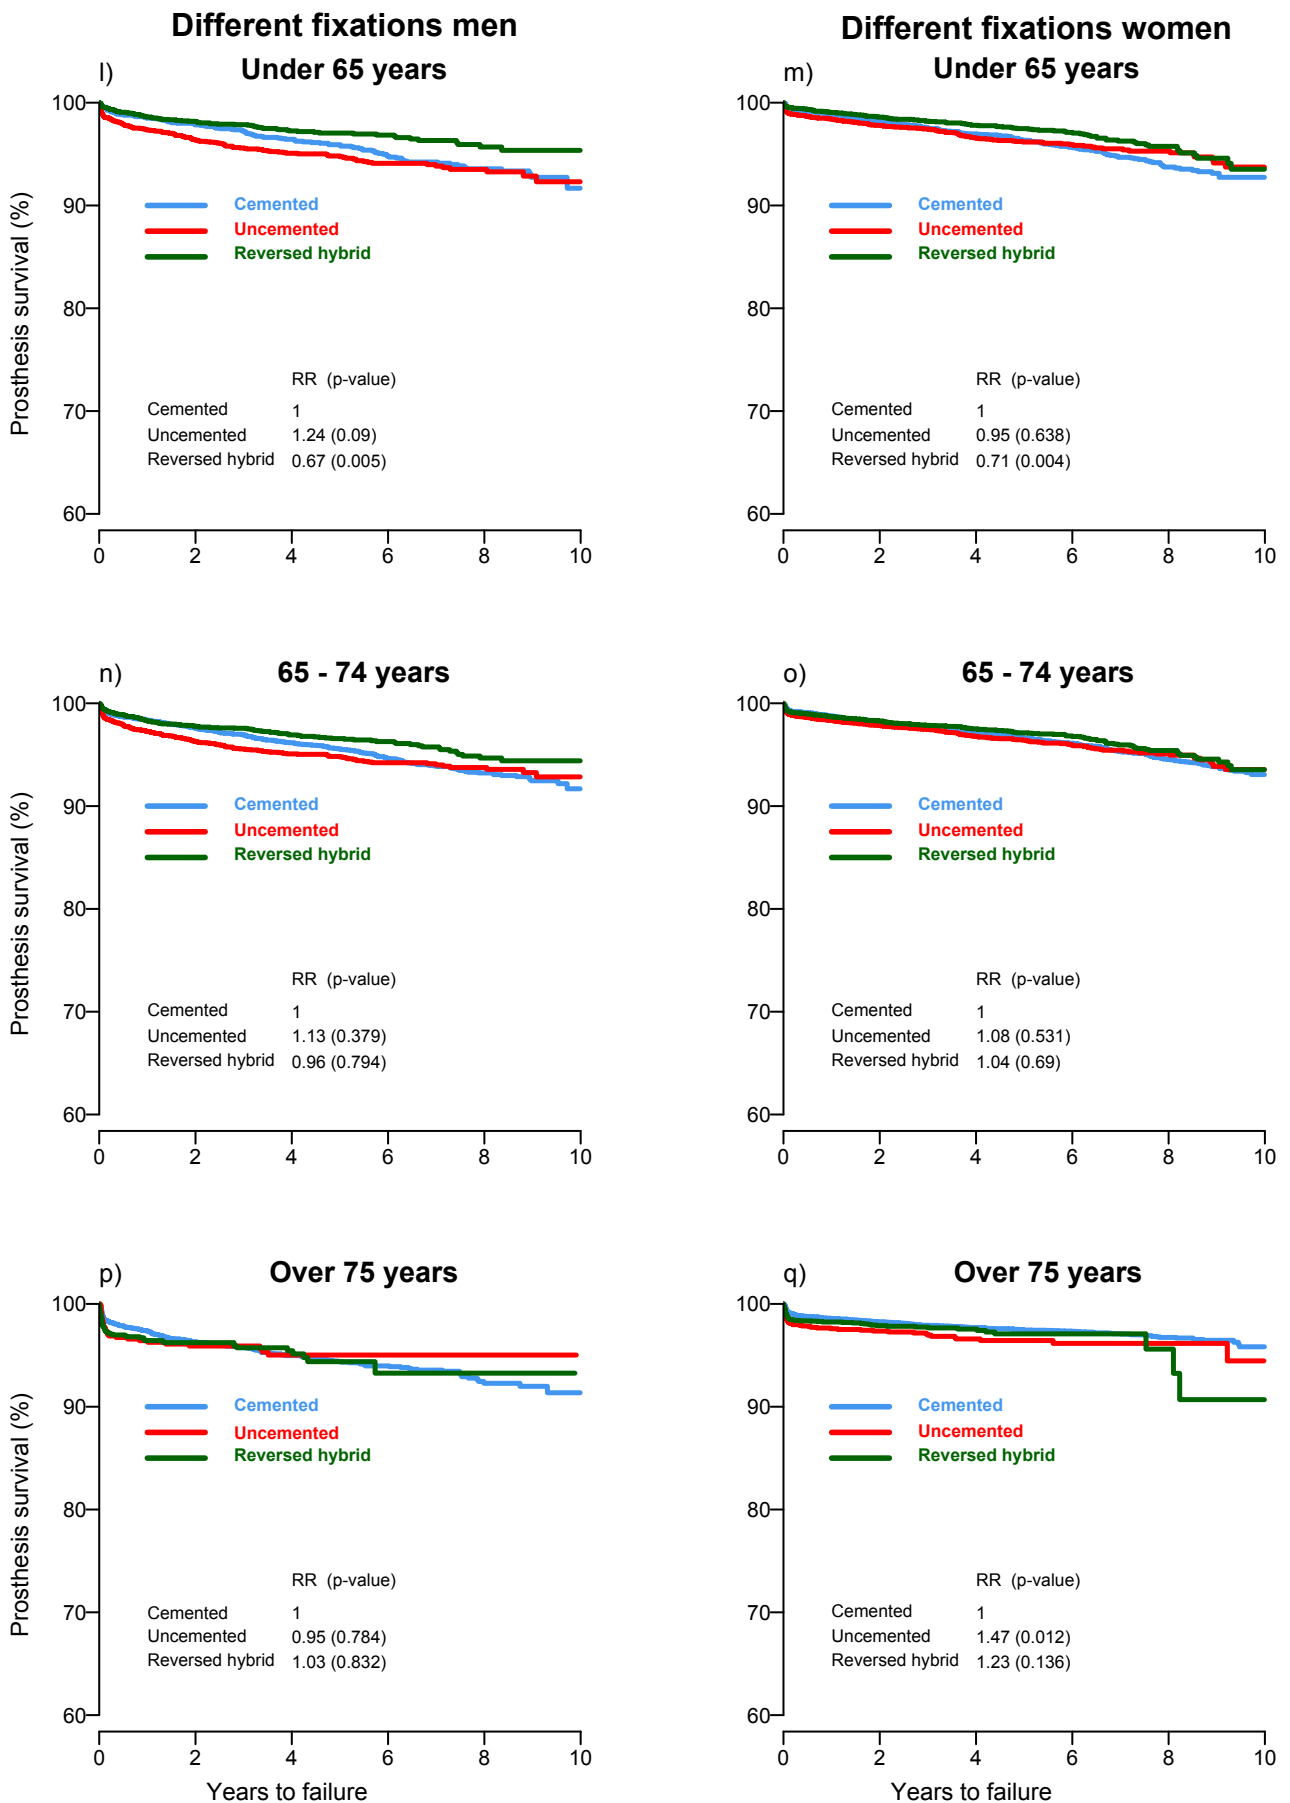 Different fixations men
Different fixations women
l) Under 65 years
Prosthesis survival (%)
100
90
80
70
60
Cemented
Uncemented
Reversed hybrid
RR (p-value)
Cemented 1
Uncemented 1.24 (0.09)
Reversed hybrid 0.67 (0.005)
0 2 4 6 8 10
m) Under 65 years
100
90
80
70
60
Cemented
Uncemented
Reversed hybrid
RR (p-value)
Cemented 1
Uncemented 0.95 (0.638)
Reversed hybrid 0.71 (0.004)
0 2 4 6 8 10
n) 65 - 74 years
Prosthesis survival (%)
100
90
80
70
60
Cemented
Uncemented
Reversed hybrid
RR (p-value)
Cemented 1
Uncemented 1.13 (0.379)
Reversed hybrid 0.96 (0.794)
0 2 4 6 8 10
o) 65 - 74 years
100
90
80
70
60
Cemented
Uncemented
Reversed hybrid
RR (p-value)
Cemented 1
Uncemented 1.08 (0.531)
Reversed hybrid 1.04 (0.69)
0 2 4 6 8 10
p) Over 75 years
Prosthesis survival (%)
100
90
80
70
60
Cemented
Uncemented
Reversed hybrid
RR (p-value)
Cemented 1
Uncemented 0.95 (0.784)
Reversed hybrid 1.03 (0.832)
0 2 4 6 8 10
Years to failure
q) Over 75 years
100
90
80
70
60
Cemented
Uncemented
Reversed hybrid
RR (p-value)
Cemented 1
Uncemented 1.47 (0.012)
Reversed hybrid 1.23 (0.136)
0 2 4 6 8 10
Years to failure